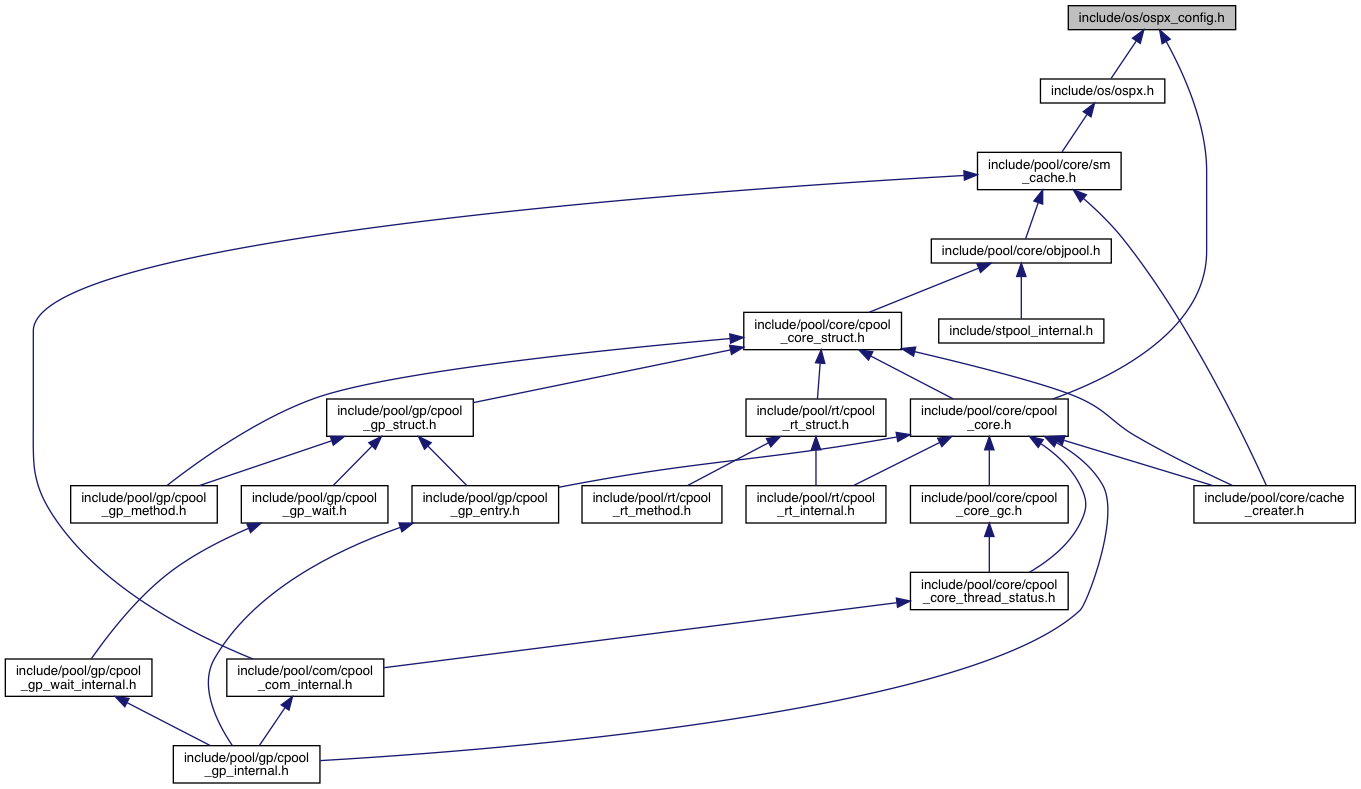 include/os/ospx_config.h
include/os/ospx.h
include/pool/core/sm
_cache.h
include/pool/core/objpool.h
include/pool/core/cpool
_core_struct.h
include/stpool_internal.h
include/pool/gp/cpool
_gp_struct.h
include/pool/rt/cpool
_rt_struct.h
include/pool/core/cpool
_core.h
include/pool/gp/cpool
_gp_method.h
include/pool/gp/cpool
_gp_wait.h
include/pool/gp/cpool
_gp_entry.h
include/pool/rt/cpool
_rt_method.h
include/pool/rt/cpool
_rt_internal.h
include/pool/core/cpool
_core_gc.h
include/pool/core/cache
_creater.h
include/pool/core/cpool
_core_thread_status.h
include/pool/gp/cpool
_gp_wait_internal.h
include/pool/com/cpool
_com_internal.h
include/pool/gp/cpool
_gp_internal.h